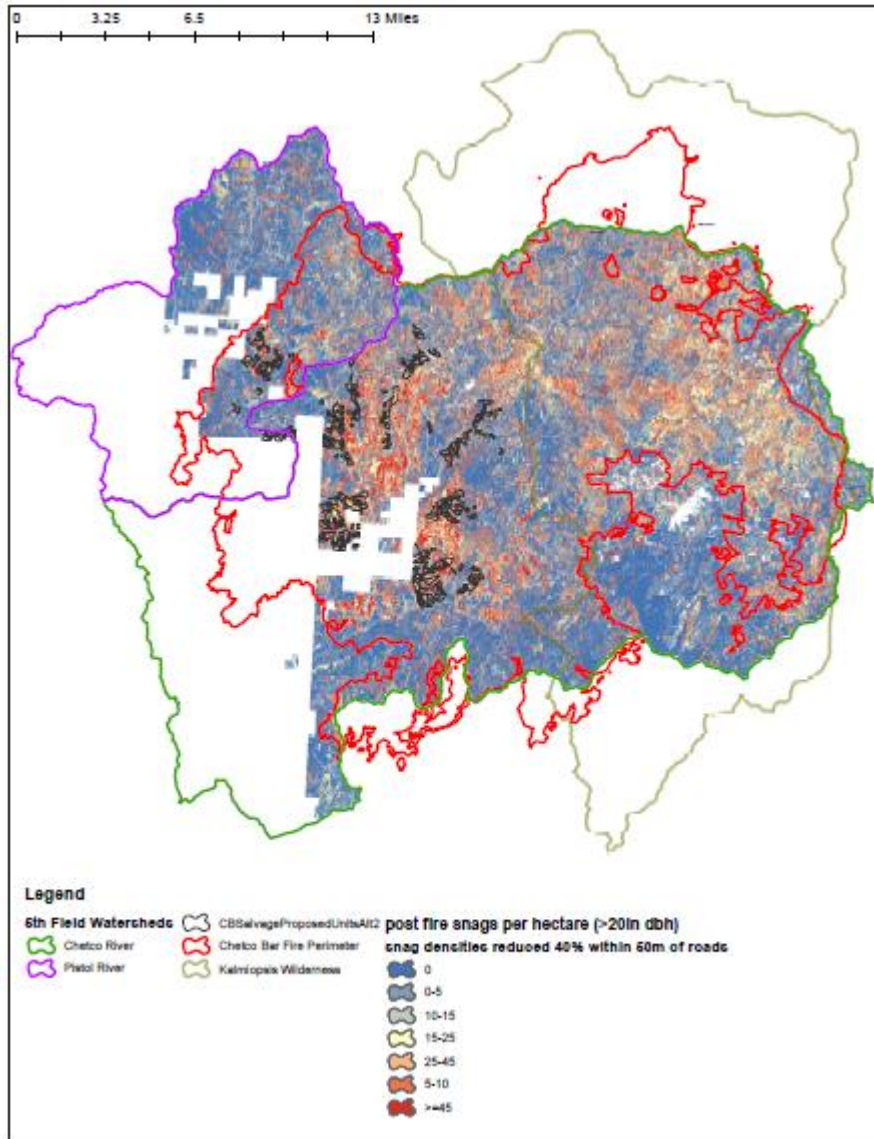 0 3.25 6.5 13 Miles
Legend
5th Field Watersheds
Chetco River
Pistol River
CBSalvageProposedUnitsAlt2
Chetco Bar Fire Perimeter
Kalmiopsis Wilderness
post fire snags per hectare (>20in dbh)
snag densities reduced 40% within 50m of roads
0
0-5
10-15
15-25
25-45
5-10
>=45